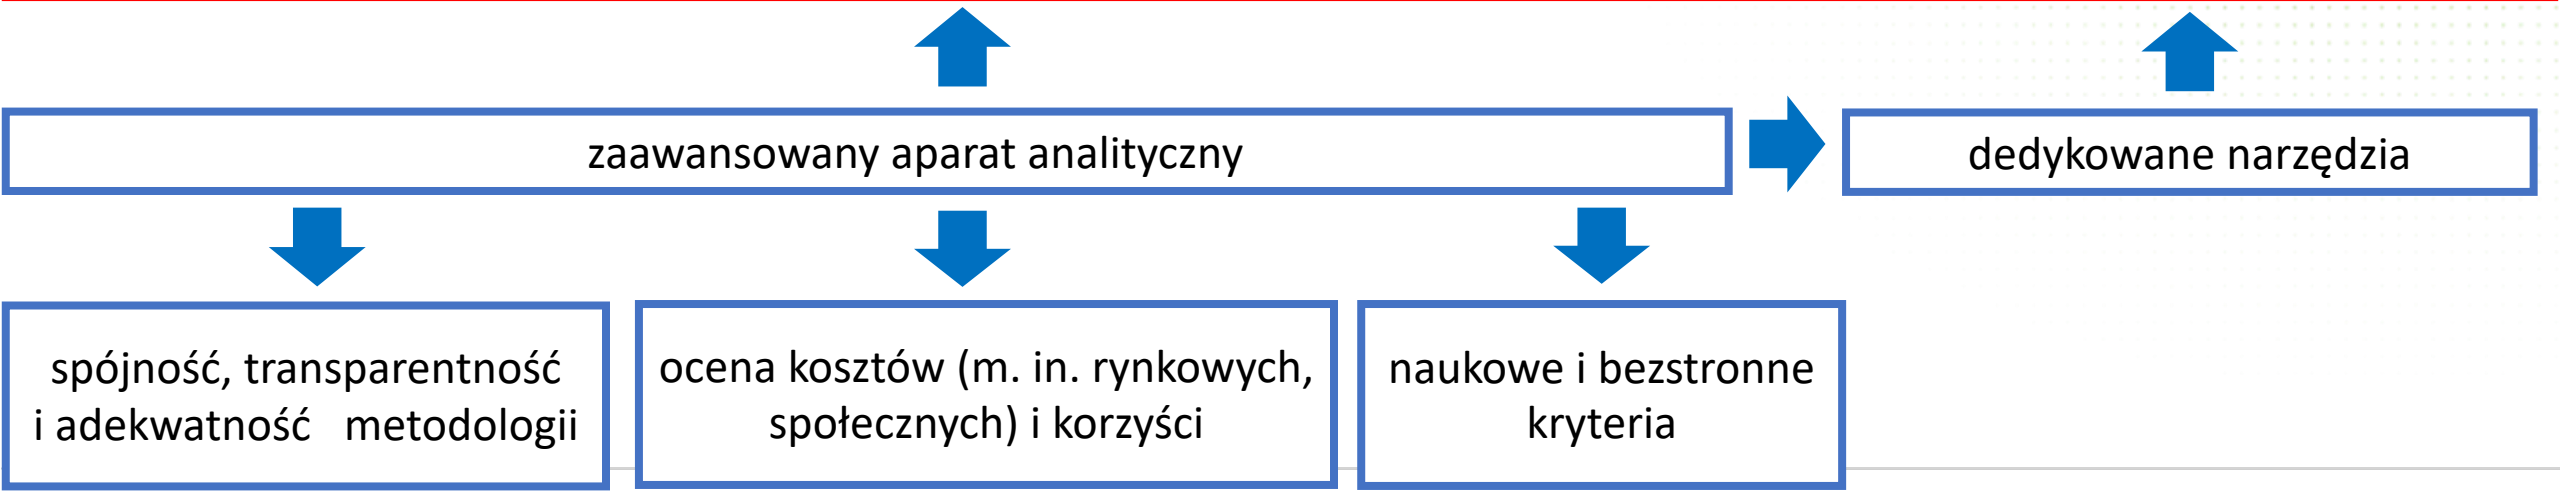 zaawansowany aparat analityczny
dedykowane narzędzia
spójność, transparentność
i adekwatność metodologii
ocena kosztów (m. in. rynkowych,
społecznych) i korzyści
naukowe i bezstronne
kryteria